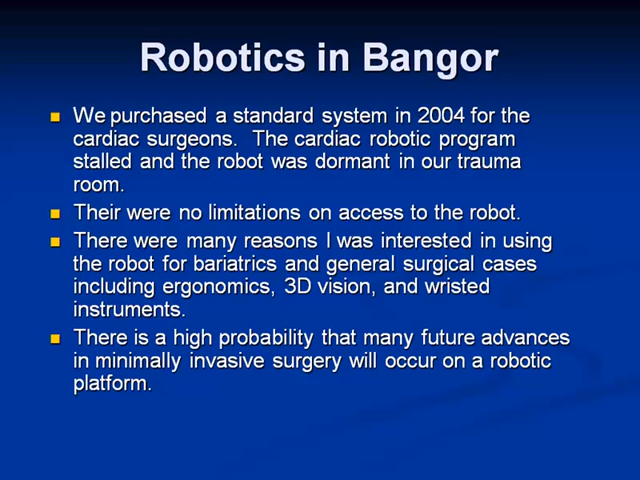 Robotics in Bangor
We purchased a standard system in 2004 for the
cardiac surgeons.  The cardiac robotic program
stalled and the robot was dormant in our trauma
room.
Their were no limitations on access to the robot.
There were many reasons I was interested in using
the robot for bariatrics and general surgical cases
including ergonomics, 3D vision, and wristed
instruments.
There is a high probability that many future advances
in minimally invasive surgery will occur on a robotic
platform.